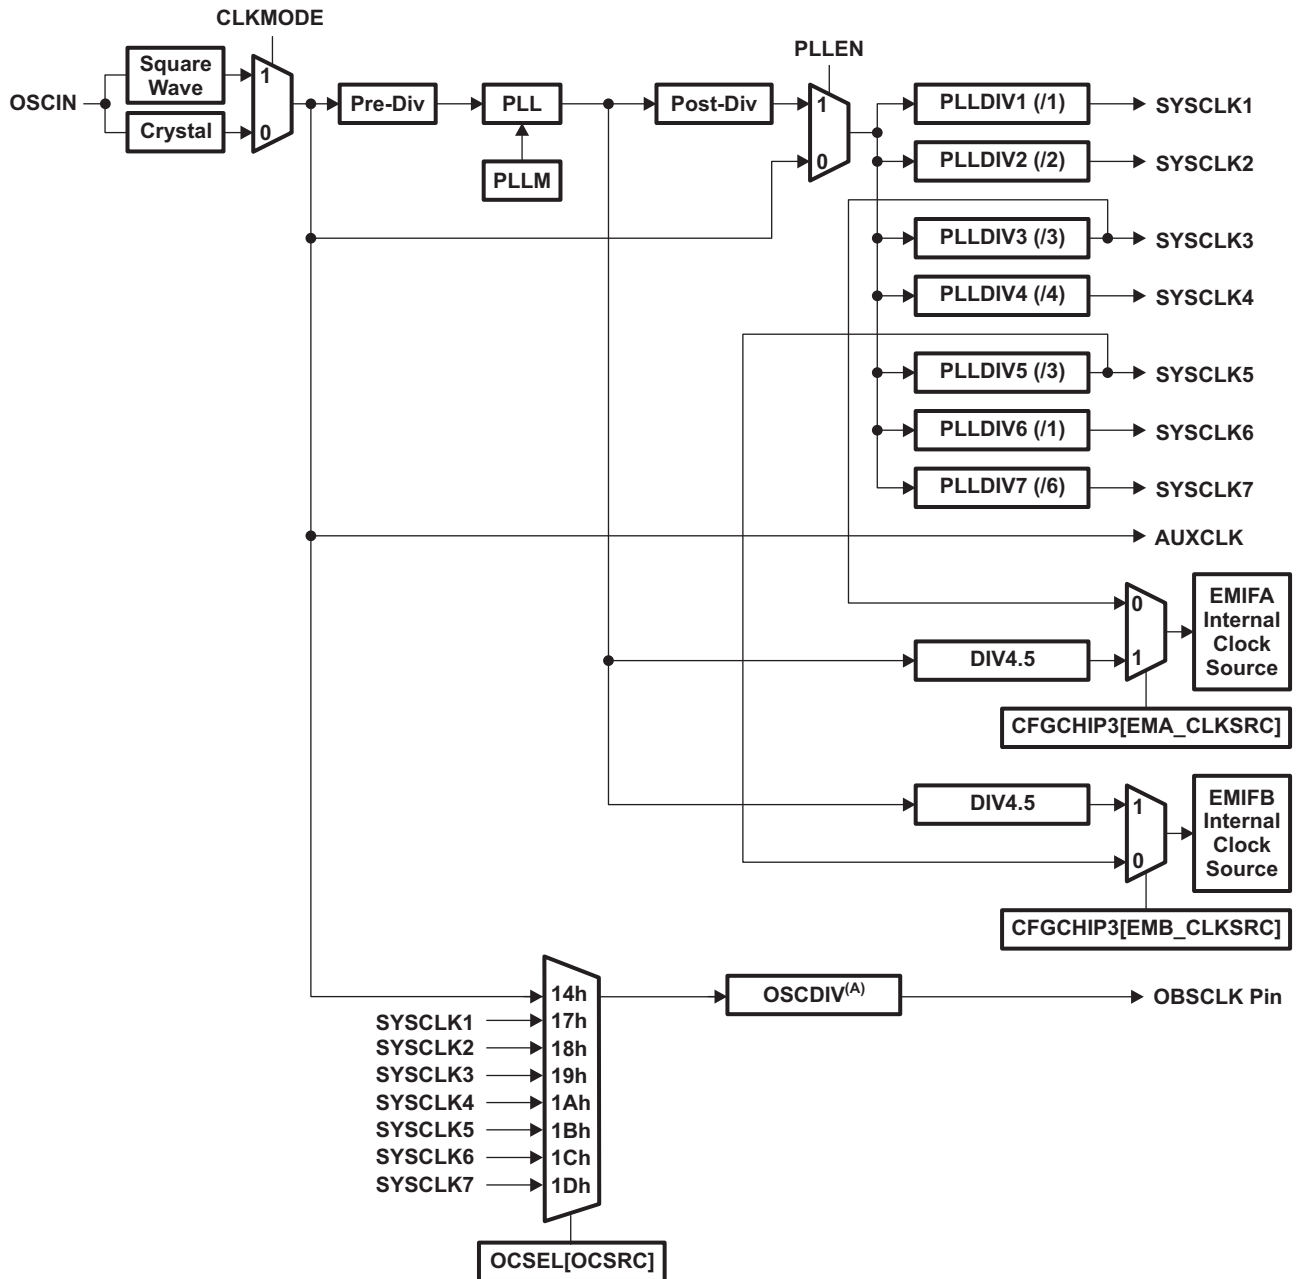 CLKMODE
Square
Wave
1
OSCIN
Crystal
0
Pre-Div
PLL
PLLM
Post-Div
PLLEN
1
0
PLLDIV1 (/1)
SYSCLK1
PLLDIV2 (/2)
SYSCLK2
PLLDIV3 (/3)
SYSCLK3
PLLDIV4 (/4)
SYSCLK4
PLLDIV5 (/3)
SYSCLK5
PLLDIV6 (/1)
SYSCLK6
PLLDIV7 (/6)
SYSCLK7
AUXCLK
0
1
DIV4.5
EMIFA
Internal
Clock
Source
CFGCHIP3[EMA_CLKSRC]
DIV4.5
1
0
EMIFB
Internal
Clock
Source
CFGCHIP3[EMB_CLKSRC]
14h
OSCDIV(A)
OBSCLK Pin
SYSCLK1
17h
SYSCLK2
18h
SYSCLK3
19h
SYSCLK4
1Ah
SYSCLK5
1Bh
SYSCLK6
1Ch
SYSCLK7
1Dh
OCSEL[OCSRC]